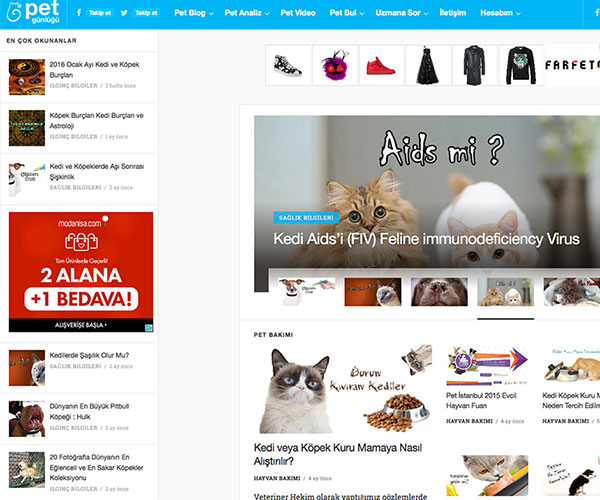 pet
günlüğü
Takip et
Takip et
Pet Blog
Pet Analiz
Pet Video
Pet Bul
Uzmana Sor
İletişim
Hesabım
EN ÇOK OKUNANLAR
2016 Ocak Ayı Kedi ve Köpek
Burçları
İLGINÇ BILGILER / 2 hafta önce
Köpek Burçları Kedi Burçları ve
Astroloji
İLGINÇ BILGILER / 1 ay önce
Kedi ve Köpeklerde Aşı Sonrası
Şişkinlik
SAĞLIK BILGILERI / 2 ay önce
modanisa.com
Tüm Ürünlerde Geçerli!
2 ALANA
+1 BEDAVA!
ALIŞVERİŞE BAŞLA
Kedilerde Şaşılık Olur Mu?
SAĞLIK BILGILERI / 2 ay önce
Dünyanın En Büyük Pitbull
Köpeği : Hulk
İLGINÇ BILGILER / 2 ay önce
20 Fotoğrafla Dünyanın En
Eğlenceli ve En Sakar Köpekler
Koleksiyonu
İLGINÇ BILGILER / 2 ay önce
FARFETC
Aids mi ?
SAĞLIK BILGILERI
Kedi Aids'i (FIV) Feline immunodeficiency Virus
PET BAKIMI
Burun
Kıvıran Kediler
Kedi veya Köpek Kuru Mamaya Nasıl
Alıştırılır?
HAYVAN BAKIMI / 4 ay önce
Veteriner Hekim olarak yaptığımız gözlemlerde
Pet İstanbul 2015 Evcil
Hayvan Fuarı
HAYVAN BAKIMI / 4 ay önce
Kedi Köpek Kuru M
Neden Tercih Edilm
HAYVAN BAKIMI / 5 ay